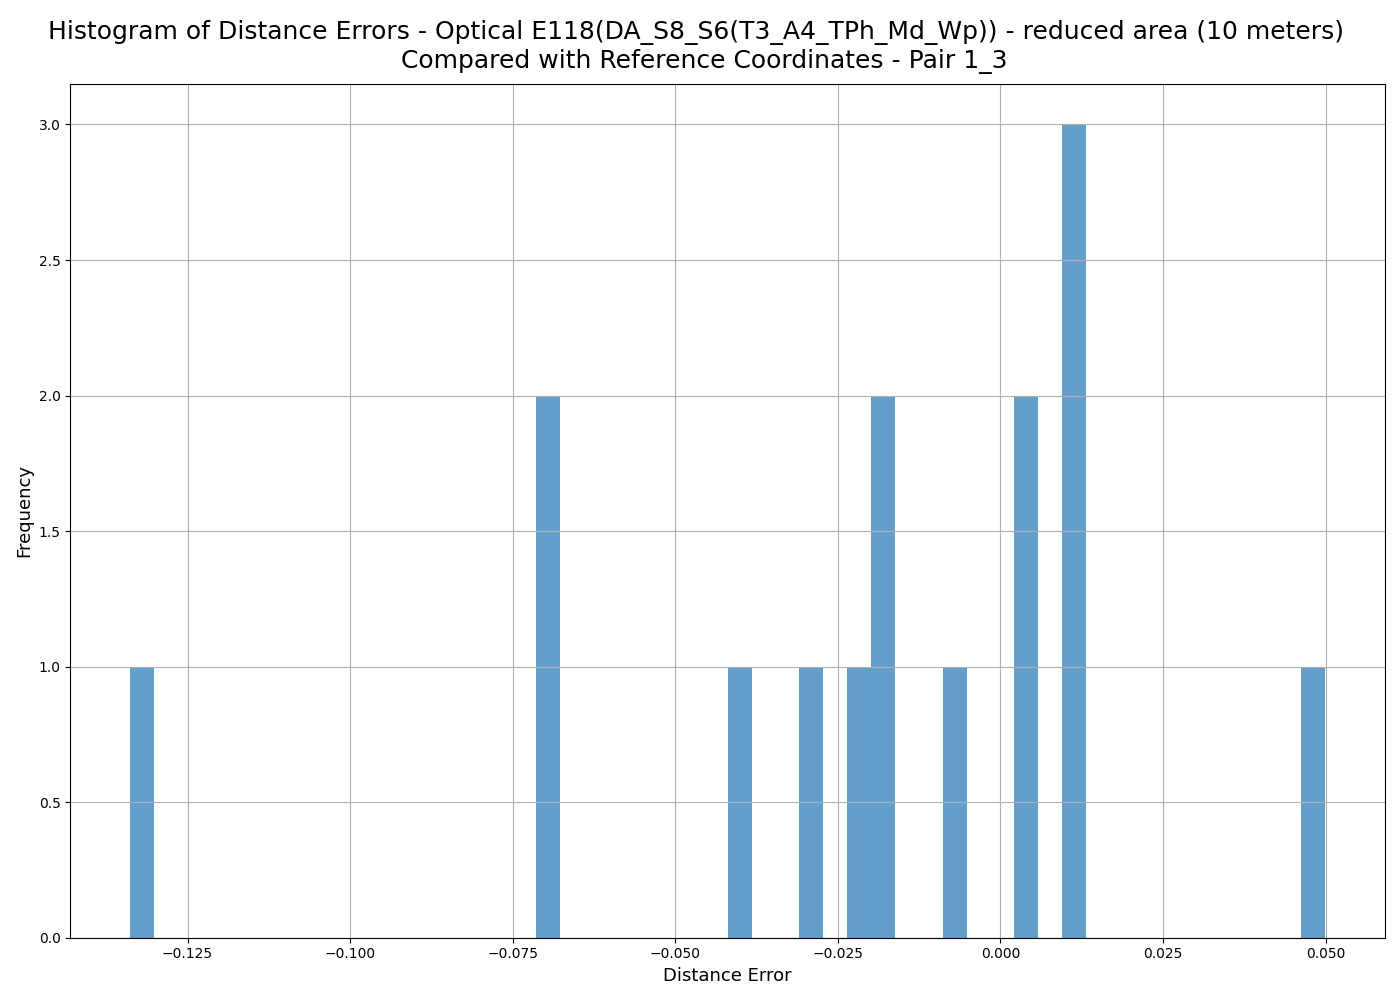 Histogram of Distance Errors - Optical E118(DA_S8_S6(T3_A4_TPh_Md_Wp)) - reduced area (10 meters)
Compared with Reference Coordinates - Pair 1_3
3.0
2.5
2.0
1.5
1.0
0.5
0.0
Frequency
−0.125 −0.100 −0.075 −0.050 −0.025 0.000 0.025 0.050
Distance Error